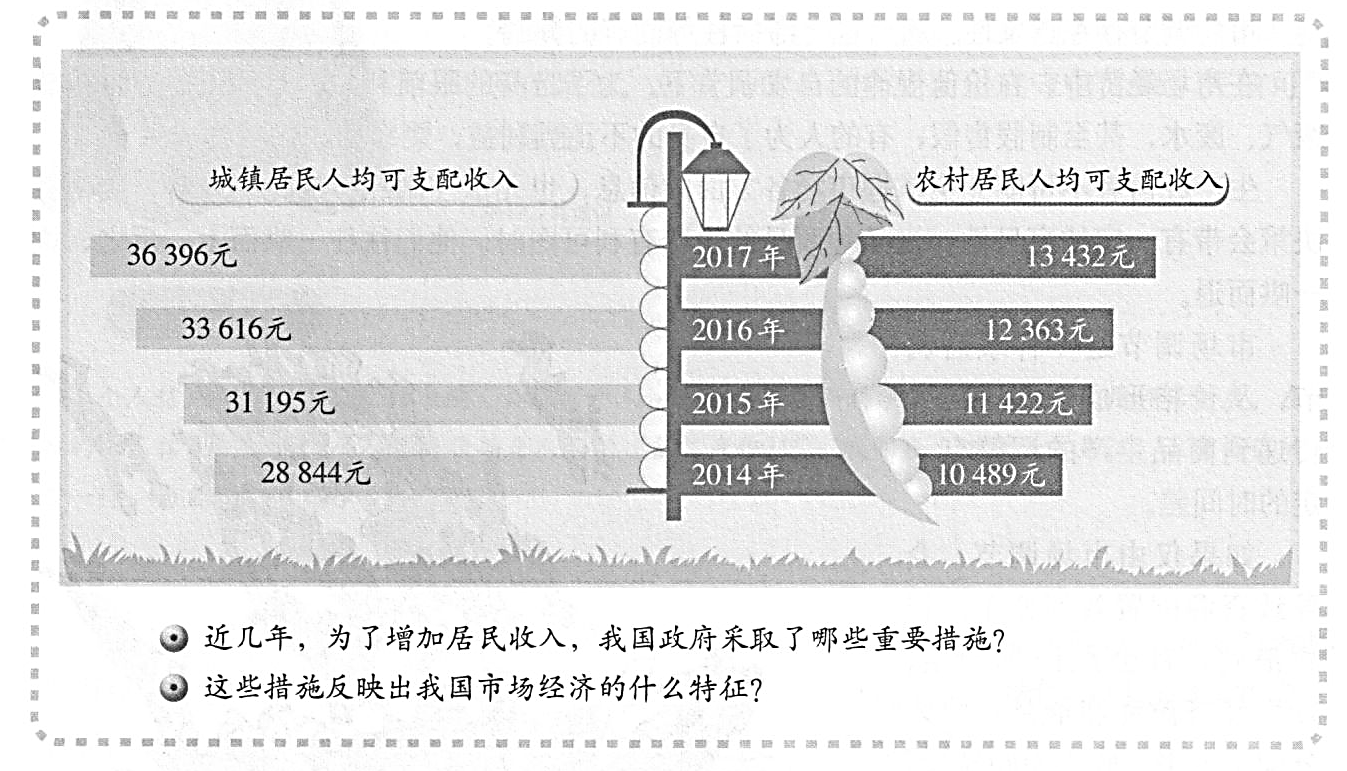 城镇居民人均可支配收入
农村居民人均可支配收入
36 396元 2017年 13 432元
33 616元 2016年 12 363元
31 195元 2015年 11 422元
28 844元 2014年 10 489元
近几年，为了增加居民收入，我国政府采取了哪些重要措施？
这些措施反映出我国市场经济的什么特征？